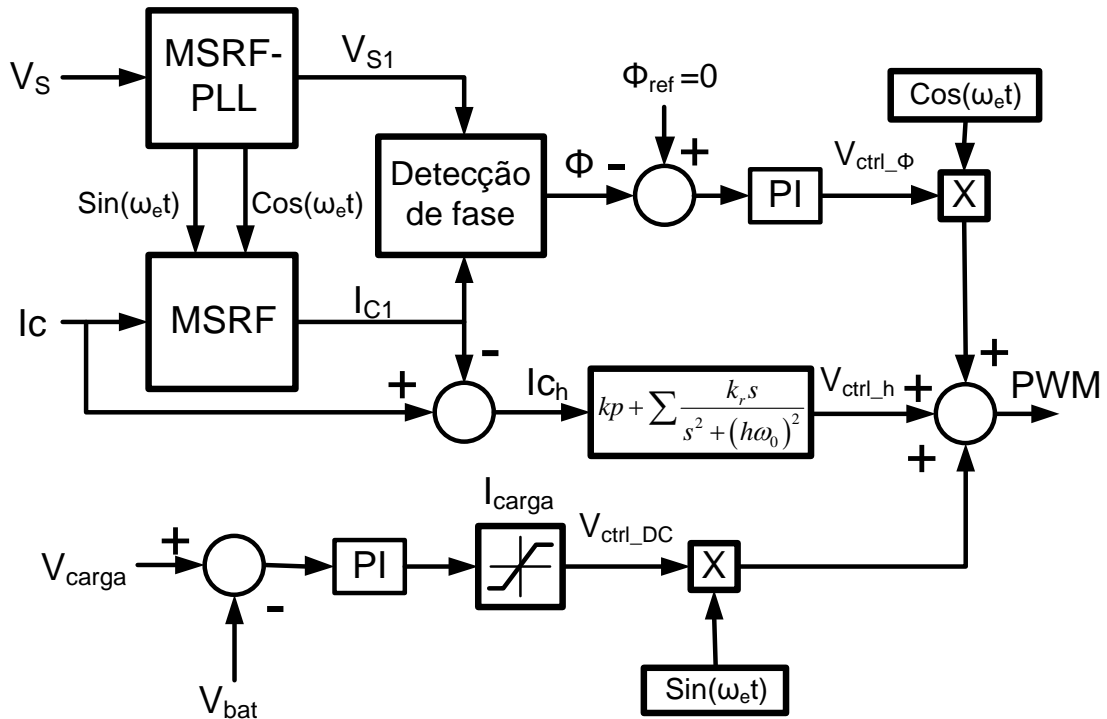 V_S
MSRF-
PLL
V_S1
Sin(ω_et)
Cos(ω_et)
Ic
MSRF
I_C1
Detecção
de fase
Φ
-
Φ_ref=0
+
PI
V_ctrl_Φ
Cos(ω_et)
X
+
-
Ic_h
kp + ∑ k_r s / (s² + (hω_0)²)
V_ctrl_h
+
+
+
PWM
V_carga
+
-
V_bat
PI
I_carga
V_ctrl_DC
X
Sin(ω_et)